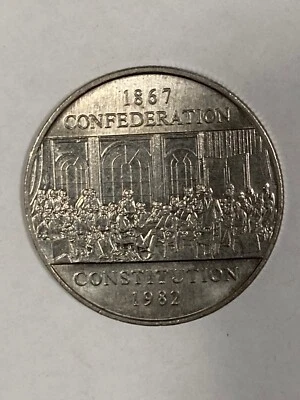 1867
CONFEDERATION
CONSTITUTION
1982